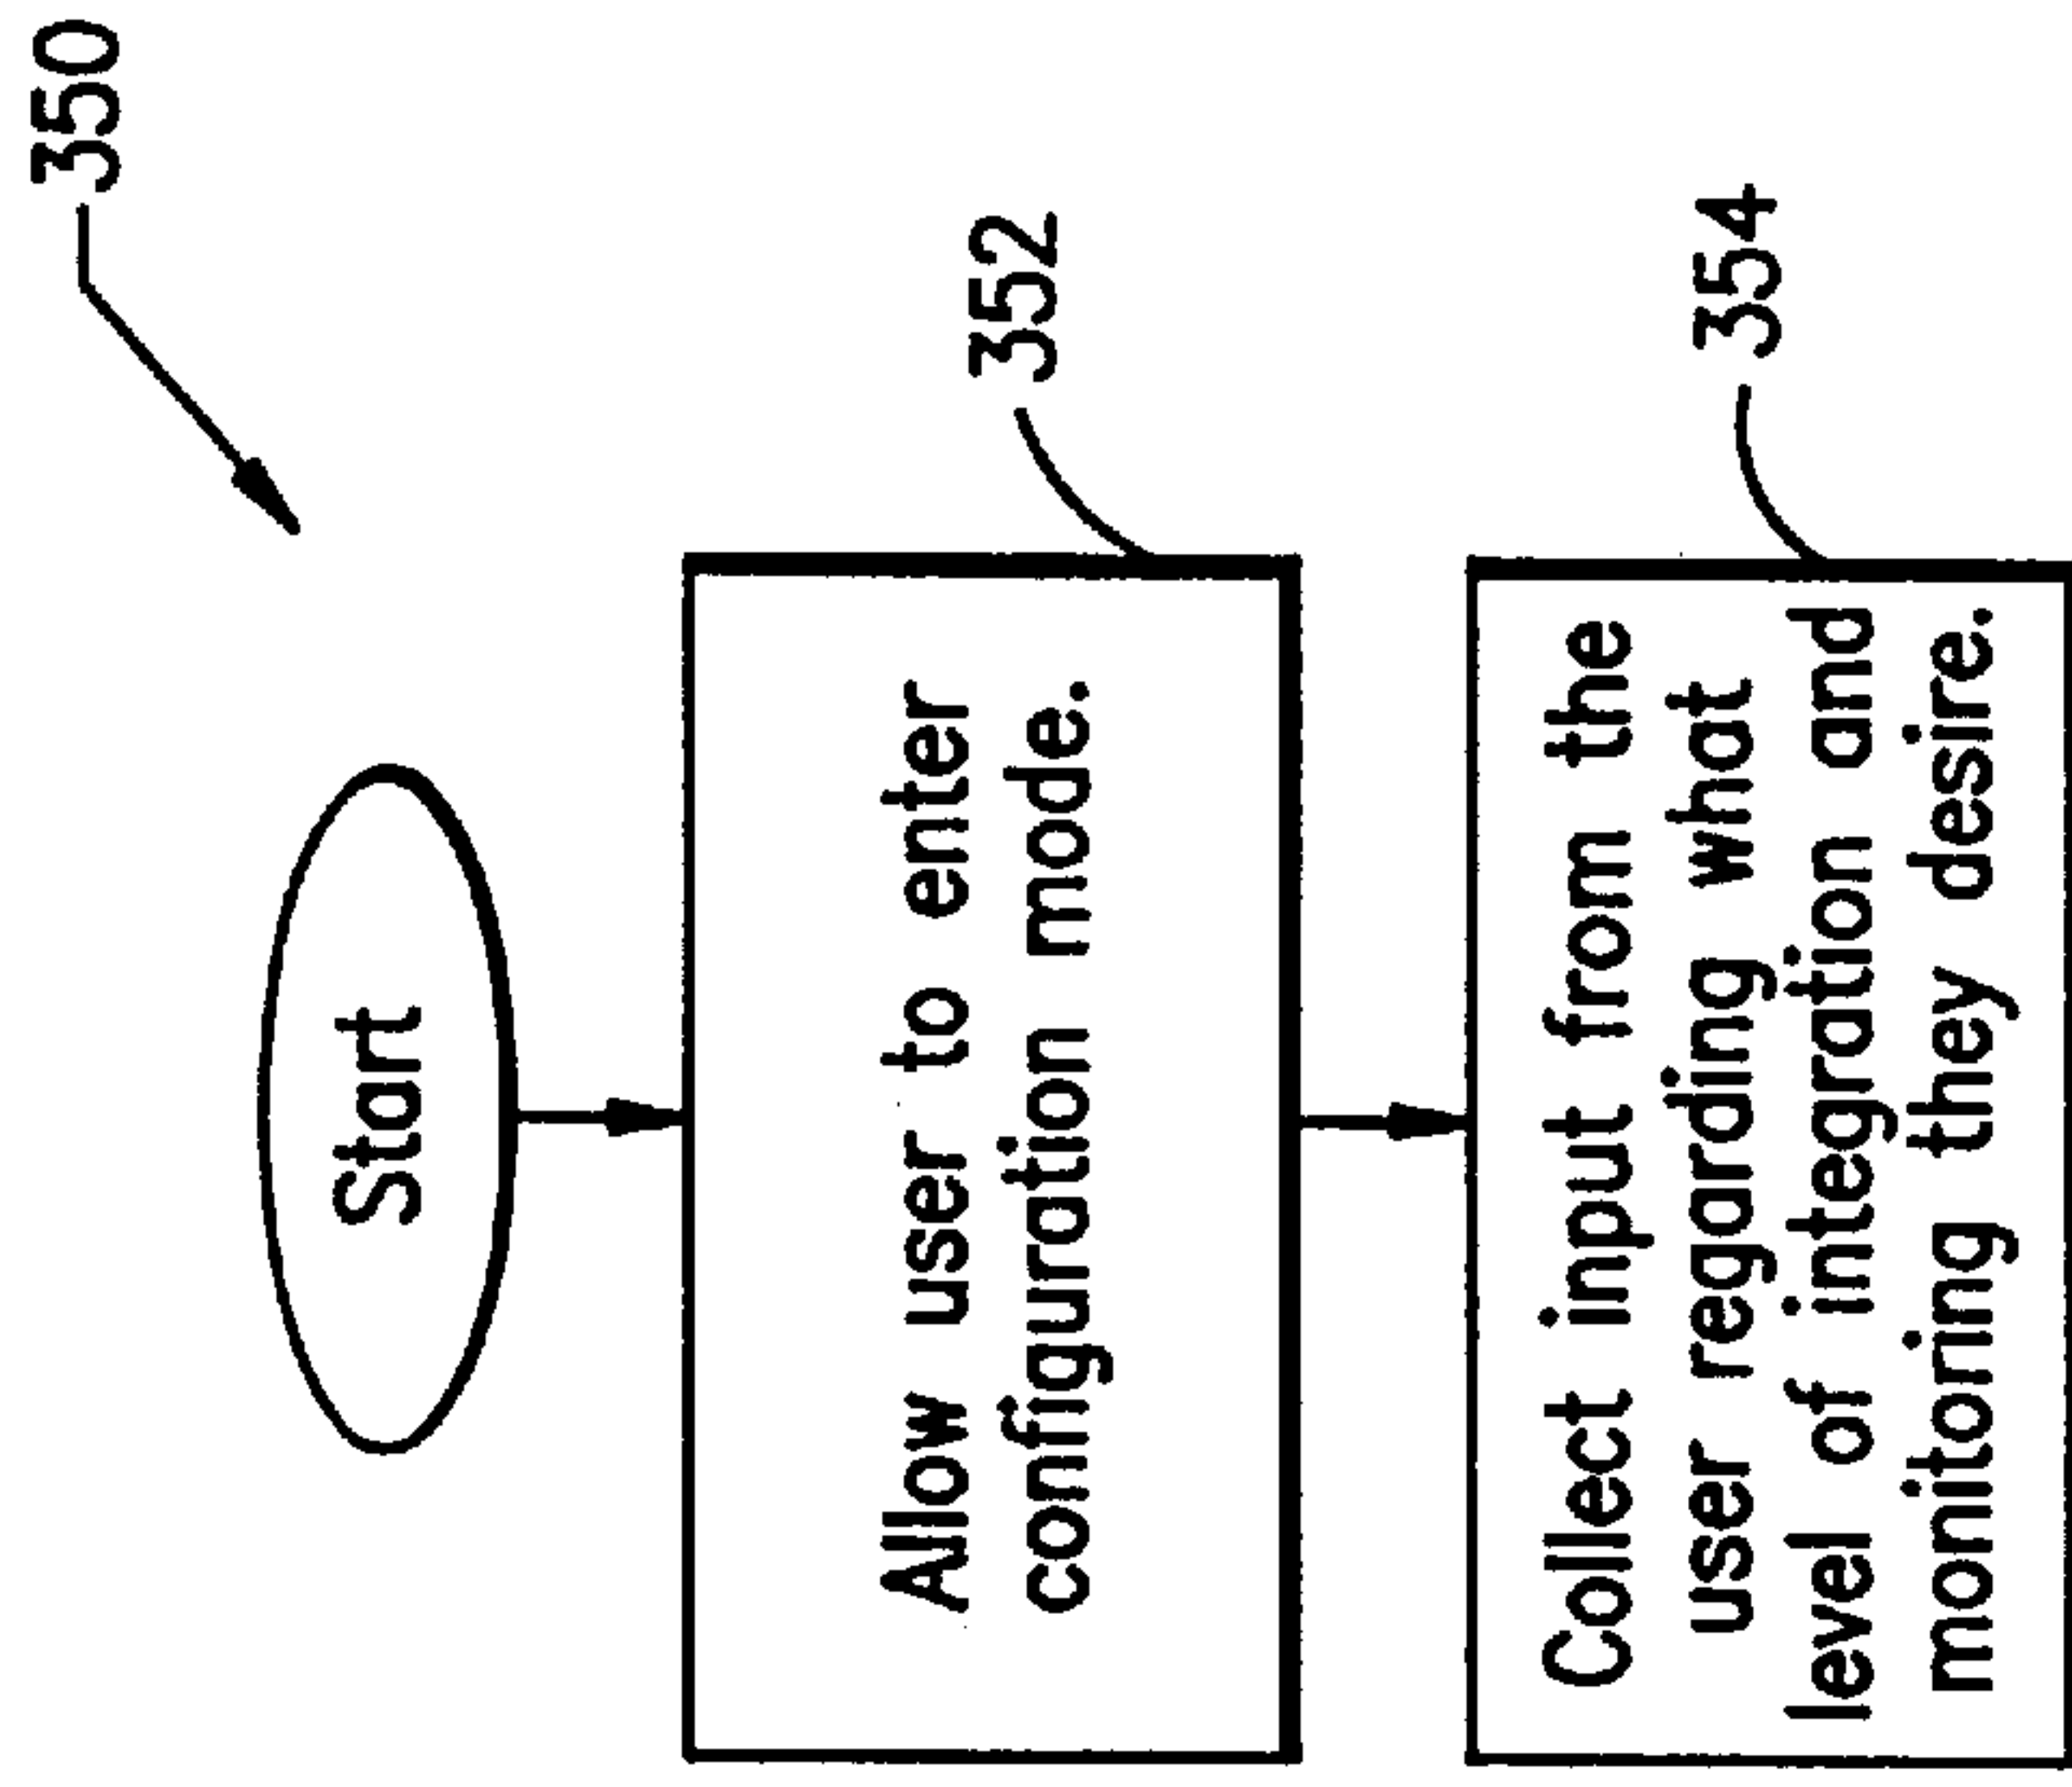 350
Start
352
Allow user to enter
configuration mode.
354
Collect input from the
user regarding what
level of integration and
monitoring they desire.